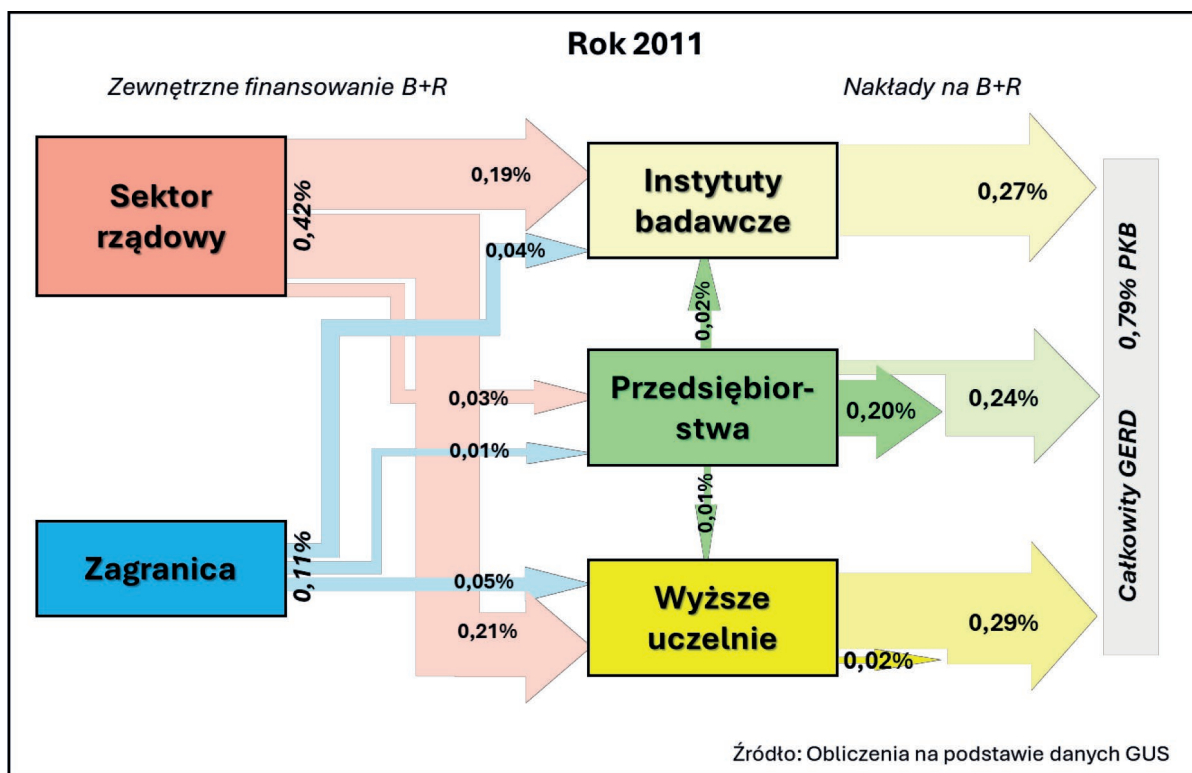 Rok 2011
Zewnętrzne finansowanie B+R
Nakłady na B+R
Sektor
rządowy
0,42%
0,19%
Instytuty
badawcze
0,27%
0,04%
0,02%
0,79% PKB
Przedsiębior-
stwa
0,03%
0,20%
0,24%
0,01%
0,01%
Całkowity GERD
Zagranica
0,11%
0,05%
Wyższe
uczelnie
0,21%
0,29%
0,02%
Źródło: Obliczenia na podstawie danych GUS